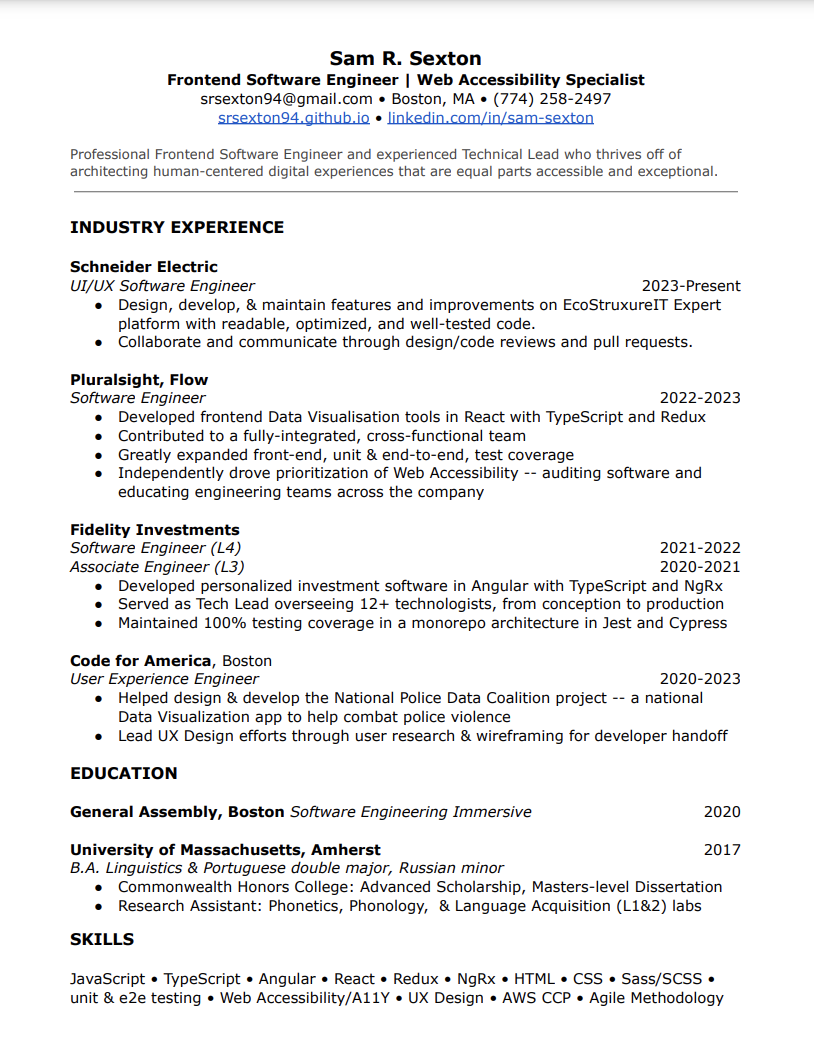 Sam R. Sexton
Frontend Software Engineer | Web Accessibility Specialist
srsexton94@gmail.com • Boston, MA • (774) 258-2497
srsexton94.github.io • linkedin.com/in/sam-sexton
Professional Frontend Software Engineer and experienced Technical Lead who thrives off of
architecting human-centered digital experiences that are equal parts accessible and exceptional.
INDUSTRY EXPERIENCE
Schneider Electric
UI/UX Software Engineer 2023-Present
● Design, develop, & maintain features and improvements on EcoStruxureIT Expert
platform with readable, optimized, and well-tested code.
● Collaborate and communicate through design/code reviews and pull requests.
Pluralsight, Flow
Software Engineer 2022-2023
● Developed frontend Data Visualisation tools in React with TypeScript and Redux
● Contributed to a fully-integrated, cross-functional team
● Greatly expanded front-end, unit & end-to-end, test coverage
● Independently drove prioritization of Web Accessibility -- auditing software and
educating engineering teams across the company
Fidelity Investments
Software Engineer (L4) 2021-2022
Associate Engineer (L3) 2020-2021
● Developed personalized investment software in Angular with TypeScript and NgRx
● Served as Tech Lead overseeing 12+ technologists, from conception to production
● Maintained 100% testing coverage in a monorepo architecture in Jest and Cypress
Code for America, Boston
User Experience Engineer 2020-2023
● Helped design & develop the National Police Data Coalition project -- a national
Data Visualization app to help combat police violence
● Lead UX Design efforts through user research & wireframing for developer handoff
EDUCATION
General Assembly, Boston Software Engineering Immersive 2020
University of Massachusetts, Amherst 2017
B.A. Linguistics & Portuguese double major, Russian minor
● Commonwealth Honors College: Advanced Scholarship, Masters-level Dissertation
● Research Assistant: Phonetics, Phonology, & Language Acquisition (L1&2) labs
SKILLS
JavaScript • TypeScript • Angular • React • Redux • NgRx • HTML • CSS • Sass/SCSS •
unit & e2e testing • Web Accessibility/A11Y • UX Design • AWS CCP • Agile Methodology